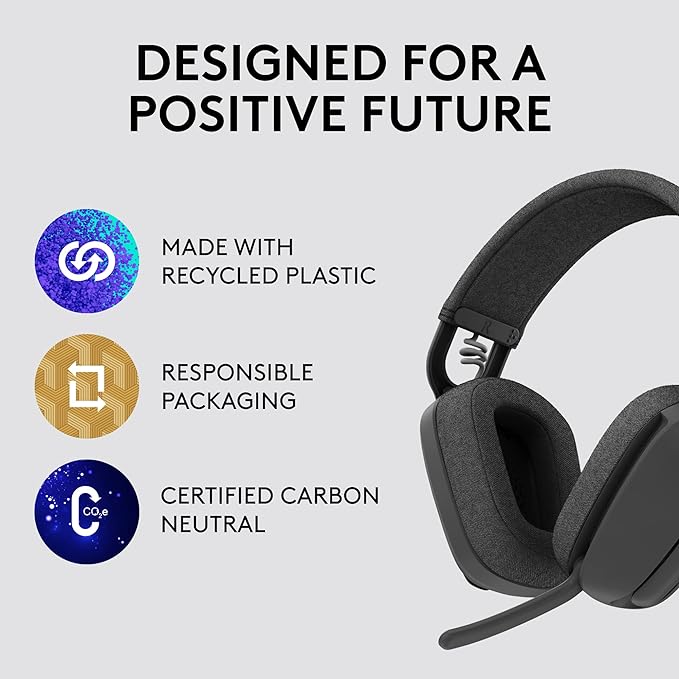 DESIGNED FOR A
POSITIVE FUTURE
MADE WITH
RECYCLED PLASTIC
RESPONSIBLE
PACKAGING
CO₂e
CERTIFIED CARBON
NEUTRAL
R